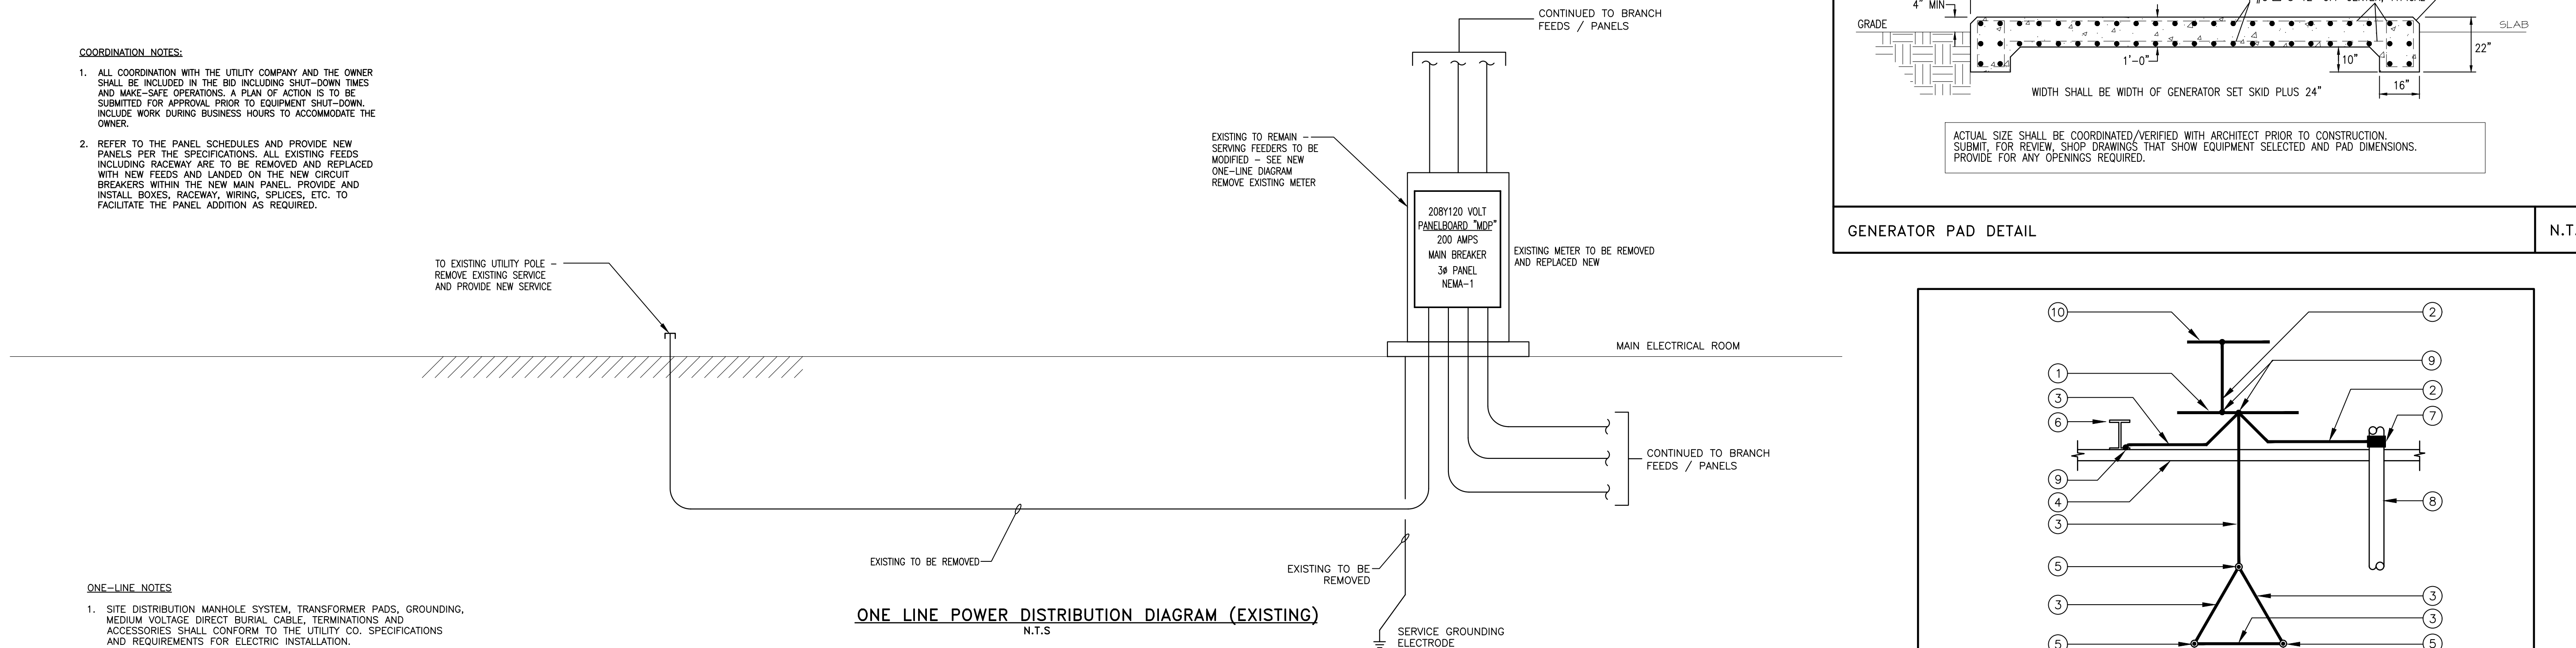 COORDINATION NOTES:
1. ALL COORDINATION WITH THE UTILITY COMPANY AND THE OWNER
SHALL BE INCLUDED IN THE BID INCLUDING SHUT-DOWN TIMES
AND MAKE-SAFE OPERATIONS. A PLAN OF ACTION IS TO BE
SUBMITTED FOR APPROVAL PRIOR TO EQUIPMENT SHUT-DOWN.
INCLUDE WORK DURING BUSINESS HOURS TO ACCOMMODATE THE
OWNER.
2. REFER TO THE PANEL SCHEDULES AND PROVIDE NEW
PANELS PER THE SPECIFICATIONS. ALL EXISTING FEEDS
INCLUDING RACEWAY ARE TO BE REMOVED AND REPLACED
WITH NEW FEEDS AND LANDED ON THE NEW CIRCUIT
BREAKERS WITHIN THE NEW MAIN PANEL. PROVIDE AND
INSTALL BOXES, RACEWAY, WIRING, SPLICES, ETC. TO
FACILITATE THE PANEL ADDITION AS REQUIRED.
TO EXISTING UTILITY POLE -
REMOVE EXISTING SERVICE
AND PROVIDE NEW SERVICE
CONTINUED TO BRANCH
FEEDS / PANELS
EXISTING TO REMAIN -
SERVING FEEDERS TO BE
MODIFIED - SEE NEW
ONE-LINE DIAGRAM
REMOVE EXISTING METER
208Y120 VOLT
PANELBOARD "MDP"
200 AMPS
MAIN BREAKER
3ø PANEL
NEMA-1
EXISTING METER TO BE REMOVED
AND REPLACED NEW
MAIN ELECTRICAL ROOM
CONTINUED TO BRANCH
FEEDS / PANELS
EXISTING TO BE REMOVED
EXISTING TO BE
REMOVED
SERVICE GROUNDING
ELECTRODE
ONE LINE POWER DISTRIBUTION DIAGRAM (EXISTING)
N.T.S
ONE-LINE NOTES
1. SITE DISTRIBUTION MANHOLE SYSTEM, TRANSFORMER PADS, GROUNDING,
MEDIUM VOLTAGE DIRECT BURIAL CABLE, TERMINATIONS AND
ACCESSORIES SHALL CONFORM TO THE UTILITY CO. SPECIFICATIONS
AND REQUIREMENTS FOR ELECTRIC INSTALLATION.
4" MIN
GRADE
SLAB
22"
1'-0"
10"
16"
WIDTH SHALL BE WIDTH OF GENERATOR SET SKID PLUS 24"
ACTUAL SIZE SHALL BE COORDINATED/VERIFIED WITH ARCHITECT PRIOR TO CONSTRUCTION.
SUBMIT, FOR REVIEW, SHOP DRAWINGS THAT SHOW EQUIPMENT SELECTED AND PAD DIMENSIONS.
PROVIDE FOR ANY OPENINGS REQUIRED.
GENERATOR PAD DETAIL
N.T.
10
2
9
1
3
2
6
7
9
4
8
3
5
3
3
3
5
5